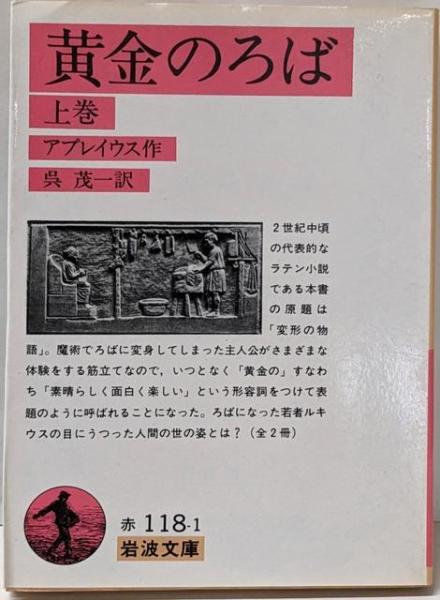 黄金のろば
上巻
アプレイウス作
呉 茂一訳
2世紀中頃
の代表的な
ラテン小説
である本書
の原題は
「変形の物
語」。魔術でろばに変身してしまった主人公がさまざまな
体験をする筋立てなので，いつとなく「黄金の」すなわ
ち「素晴らしく面白く楽しい」という形容詞をつけて表
題のように呼ばれることになった。ろばになった若者ルキ
ウスの目にうつった人間の世の姿とは？（全2冊）
赤 118-1
岩波文庫